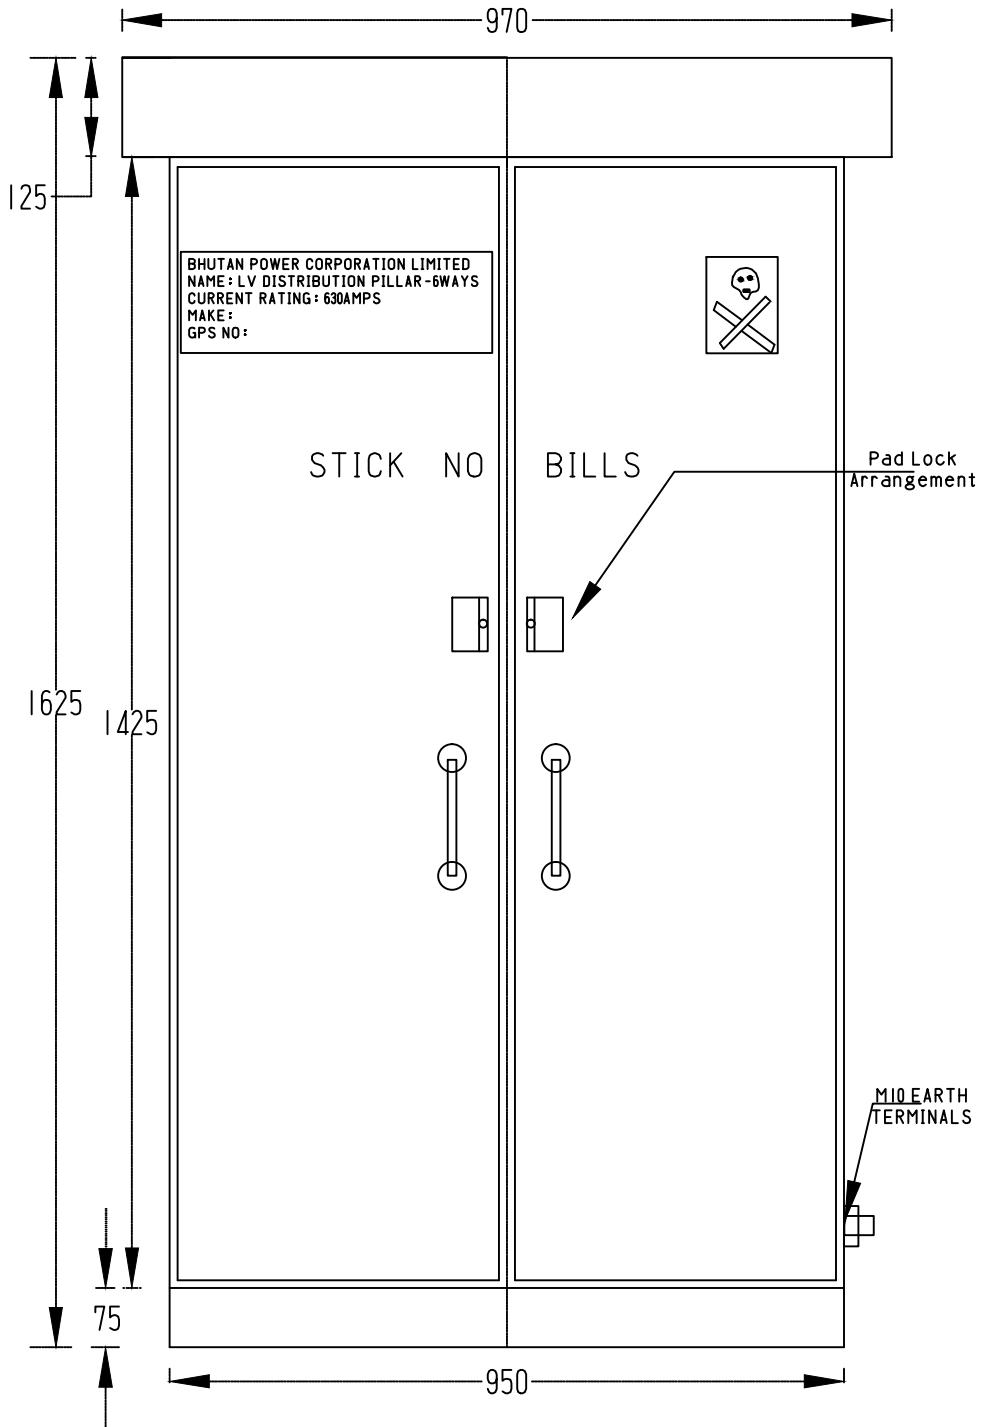 970
125
BHUTAN POWER CORPORATION LIMITED
NAME: LV DISTRIBUTION PILLAR-6WAYS
CURRENT RATING: 630AMPS
MAKE:
GPS NO:
STICK NO BILLS
Pad Lock
Arrangement
1625
1425
M10 EARTH
TERMINALS
75
950